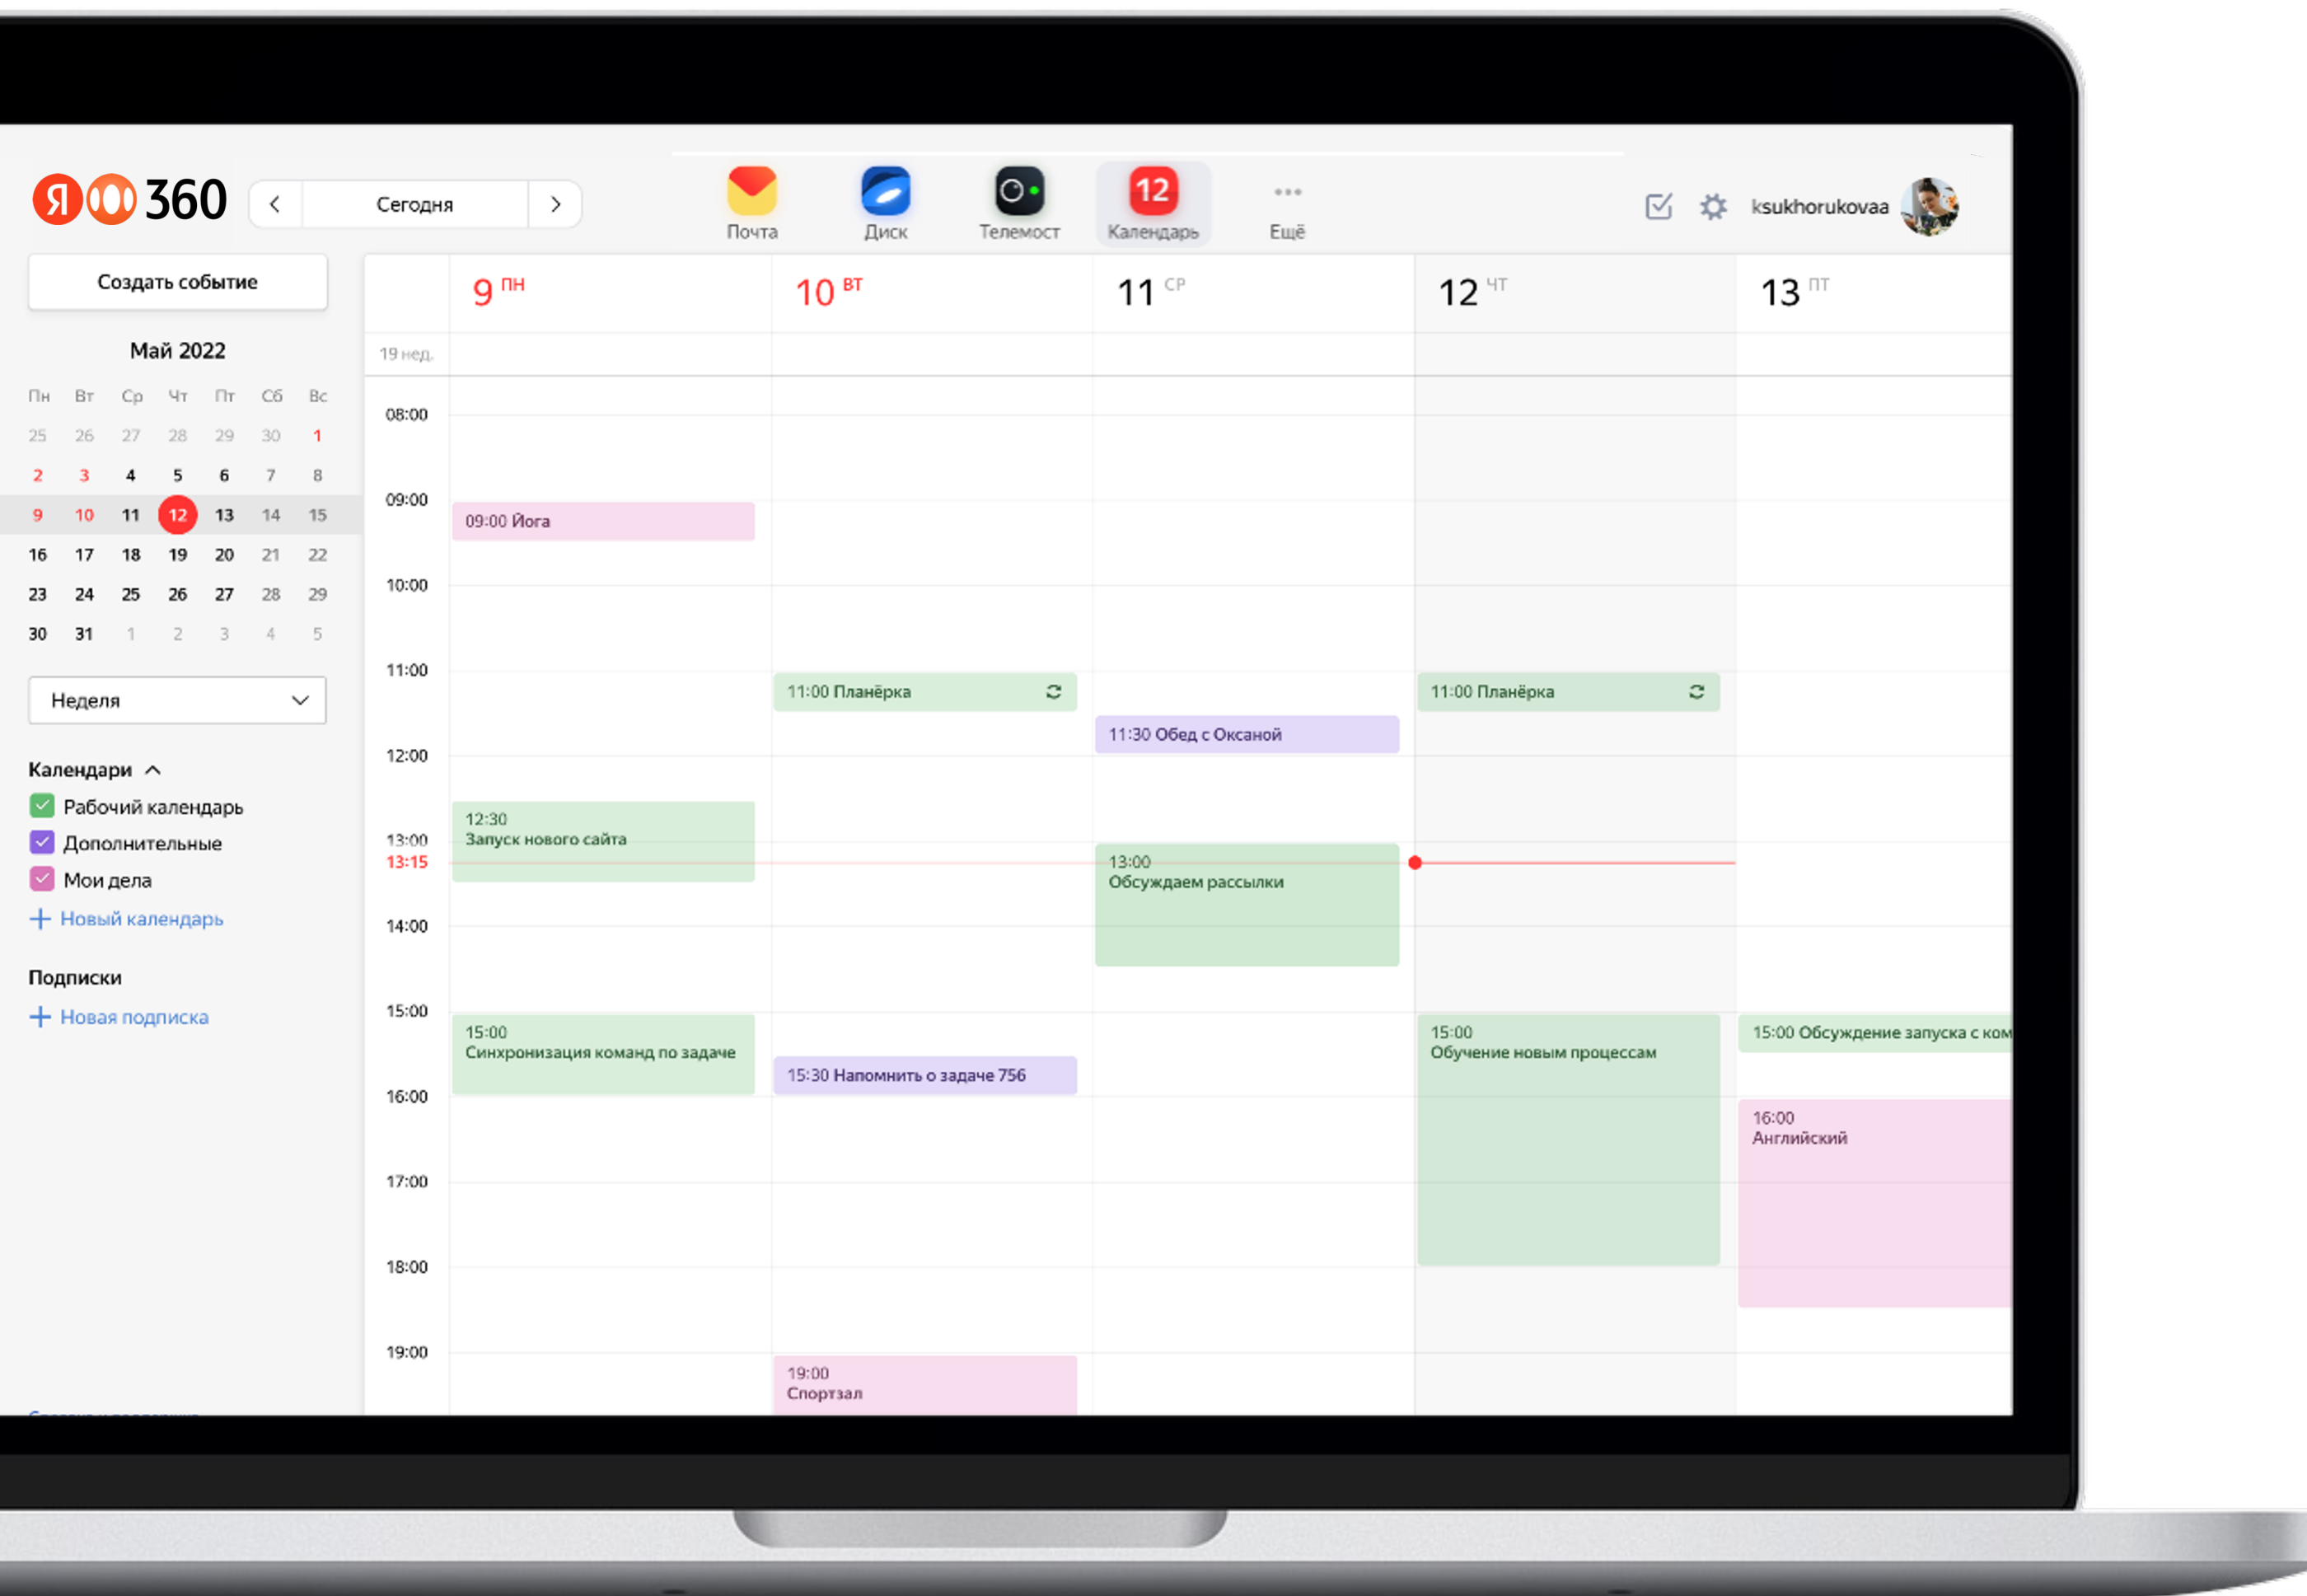 Я 360
Сегодня
Почта
Диск
Телемост
12
Календарь
Ещё
ksukhorukovaa
Создать событие
Май 2022
Пн Вт Ср Чт Пт Сб Вс
25 26 27 28 29 30 1
2 3 4 5 6 7 8
9 10 11 12 13 14 15
16 17 18 19 20 21 22
23 24 25 26 27 28 29
30 31 1 2 3 4 5
Неделя
Календари
Рабочий календарь
Дополнительные
Мои дела
+ Новый календарь
Подписки
+ Новая подписка
9 ПН 10 ВТ 11 СР 12 ЧТ 13 ПТ
19 нед.
08:00
09:00
09:00 Йога
10:00
11:00
11:00 Планёрка
11:00 Планёрка
11:30 Обед с Оксаной
12:00
12:30
Запуск нового сайта
13:00
13:15
13:00
Обсуждаем рассылки
14:00
15:00
15:00
Синхронизация команд по задаче
15:30 Напомнить о задаче 756
15:00
Обучение новым процессам
15:00 Обсуждение запуска с ком
16:00
16:00
Английский
17:00
18:00
19:00
19:00
Спортзал